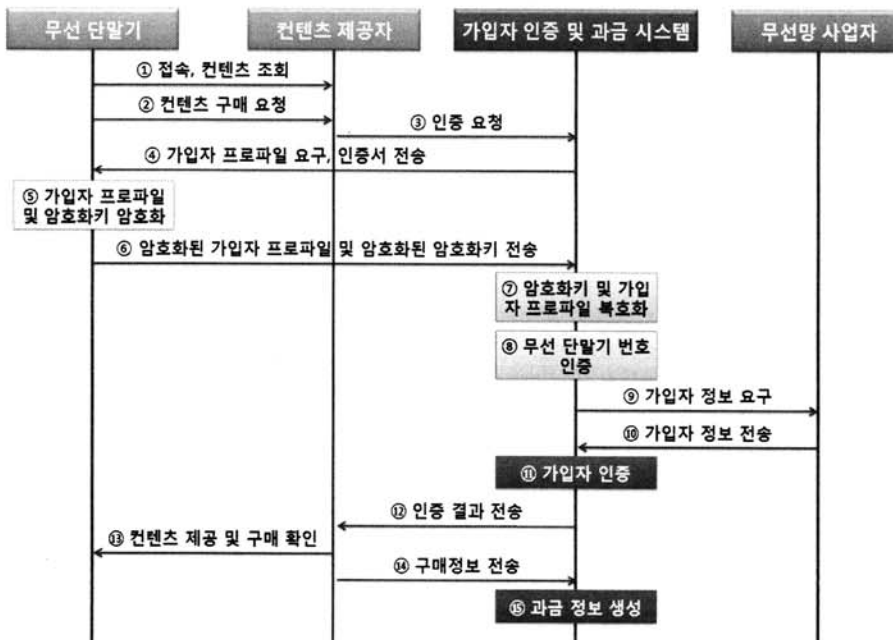 무선 단말기
컨텐츠 제공자
가입자 인증 및 과금 시스템
무선망 사업자
① 접속, 컨텐츠 조회
② 컨텐츠 구매 요청
③ 인증 요청
④ 가입자 프로파일 요구, 인증서 전송
⑤ 가입자 프로파일
및 암호화키 암호화
⑥ 암호화된 가입자 프로파일 및 암호화된 암호화키 전송
⑦ 암호화키 및 가입
자 프로파일 복호화
⑧ 무선 단말기 번호
인증
⑨ 가입자 정보 요구
⑩ 가입자 정보 전송
⑪ 가입자 인증
⑫ 인증 결과 전송
⑬ 컨텐츠 제공 및 구매 확인
⑭ 구매정보 전송
⑮ 과금 정보 생성